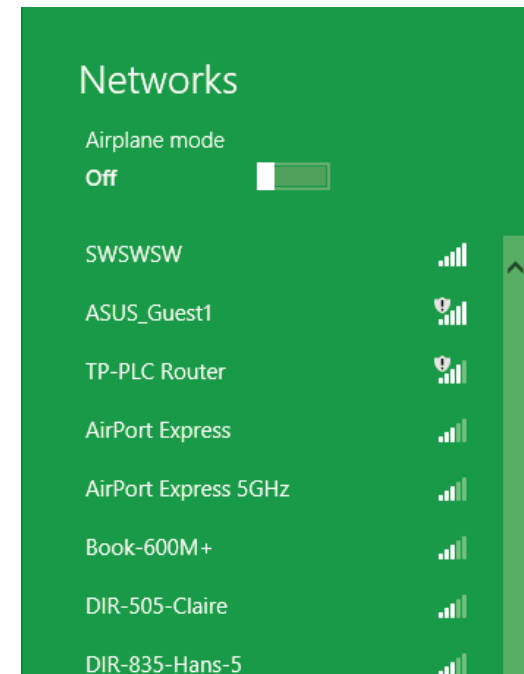 Networks
Airplane mode
Off
SWSWSW
ASUS_Guest1
TP-PLC Router
AirPort Express
AirPort Express 5GHz
Book-600M+
DIR-505-Claire
DIR-835-Hans-5